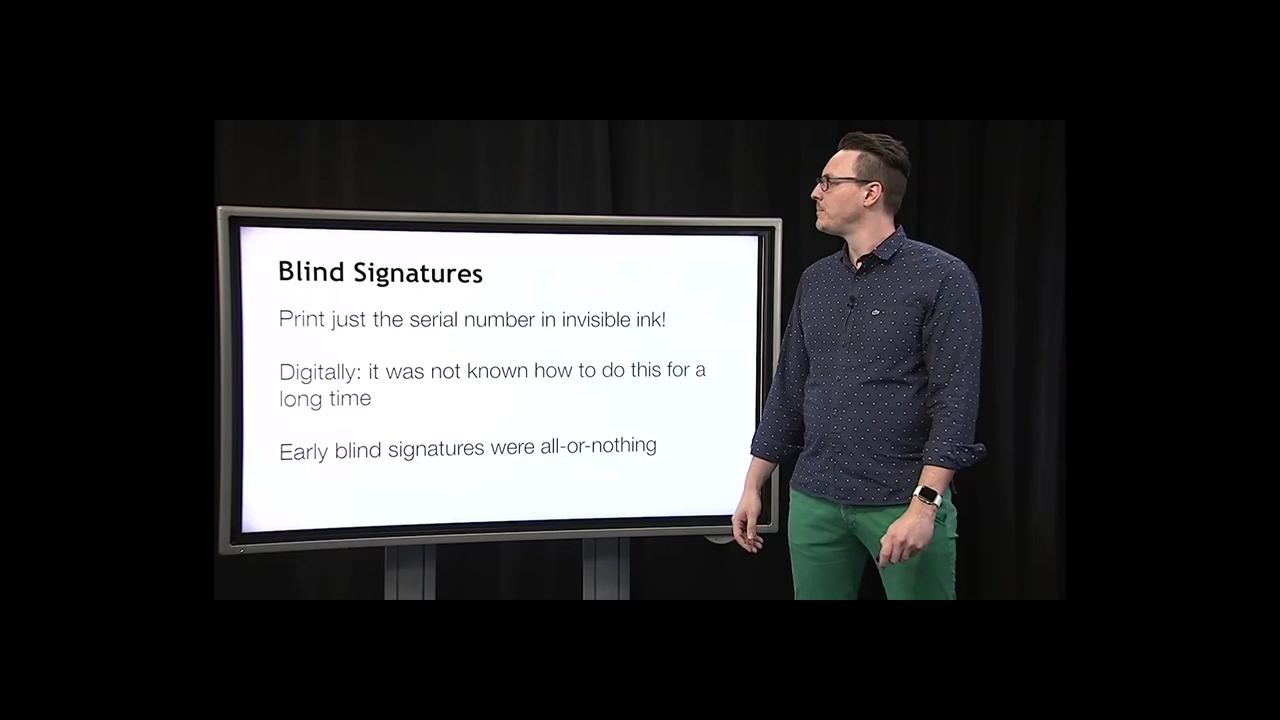 Blind Signatures
Print just the serial number in invisible ink!
Digitally: it was not known how to do this for a
long time
Early blind signatures were all-or-nothing